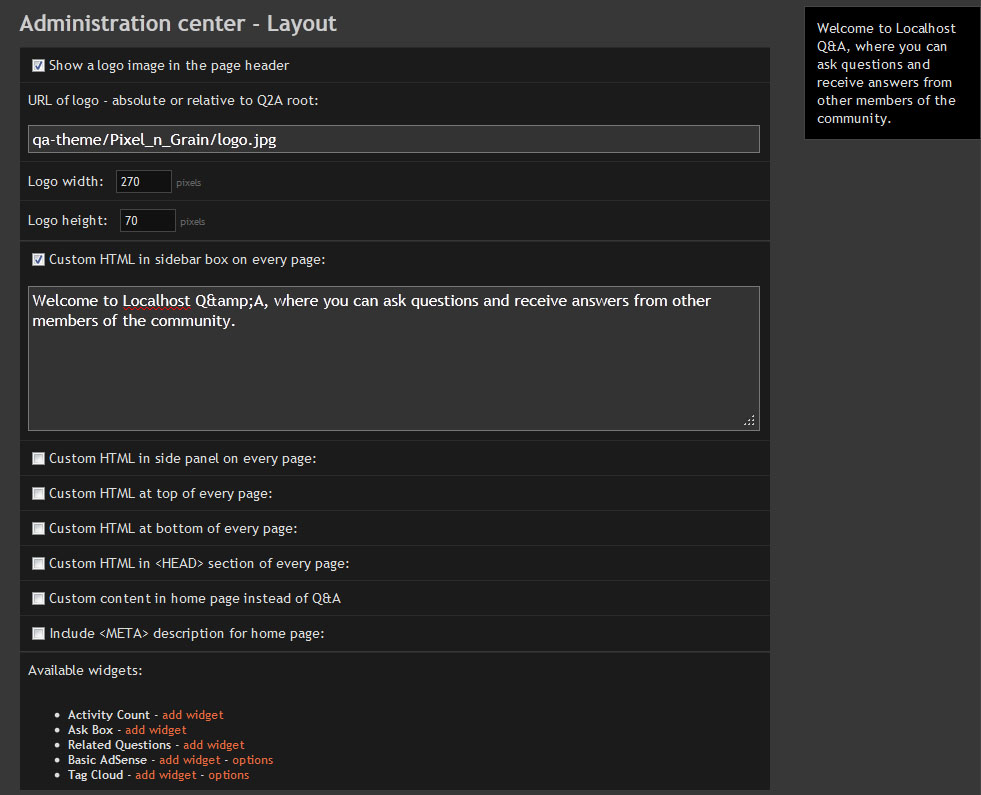 Administration center - Layout
Show a logo image in the page header
URL of logo - absolute or relative to Q2A root:
qa-theme/Pixel_n_Grain/logo.jpg
Logo width: 270 pixels
Logo height: 70 pixels
Custom HTML in sidebar box on every page:
Welcome to Localhost Q&amp;A, where you can ask questions and receive answers from other
members of the community.
Custom HTML in side panel on every page:
Custom HTML at top of every page:
Custom HTML at bottom of every page:
Custom HTML in <HEAD> section of every page:
Custom content in home page instead of Q&A
Include <META> description for home page:
Available widgets:
Activity Count - add widget
Ask Box - add widget
Related Questions - add widget
Basic AdSense - add widget - options
Tag Cloud - add widget - options
Welcome to Localhost
Q&A, where you can
ask questions and
receive answers from
other members of the
community.